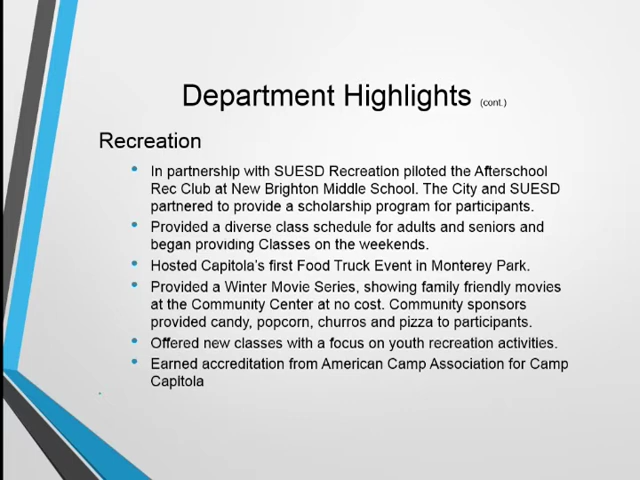 Department Highlights (cont.)
Recreation
• In partnership with SUESD Recreation piloted the Afterschool
Rec Club at New Brighton Middle School. The City and SUESD
partnered to provide a scholarship program for participants.
• Provided a diverse class schedule for adults and seniors and
began providing Classes on the weekends.
• Hosted Capitola's first Food Truck Event in Monterey Park.
• Provided a Winter Movie Series, showing family friendly movies
at the Community Center at no cost. Community sponsors
provided candy, popcorn, churros and pizza to participants.
• Offered new classes with a focus on youth recreation activities.
• Earned accreditation from American Camp Association for Camp
Capitola